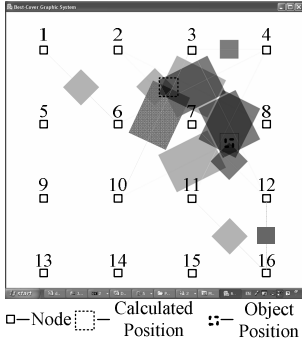 Best-Cover Graphic System
1 2 3 4
5 6 7 8
9 10 11 12
13 14 15 16
start
Node Calculated Position Object Position